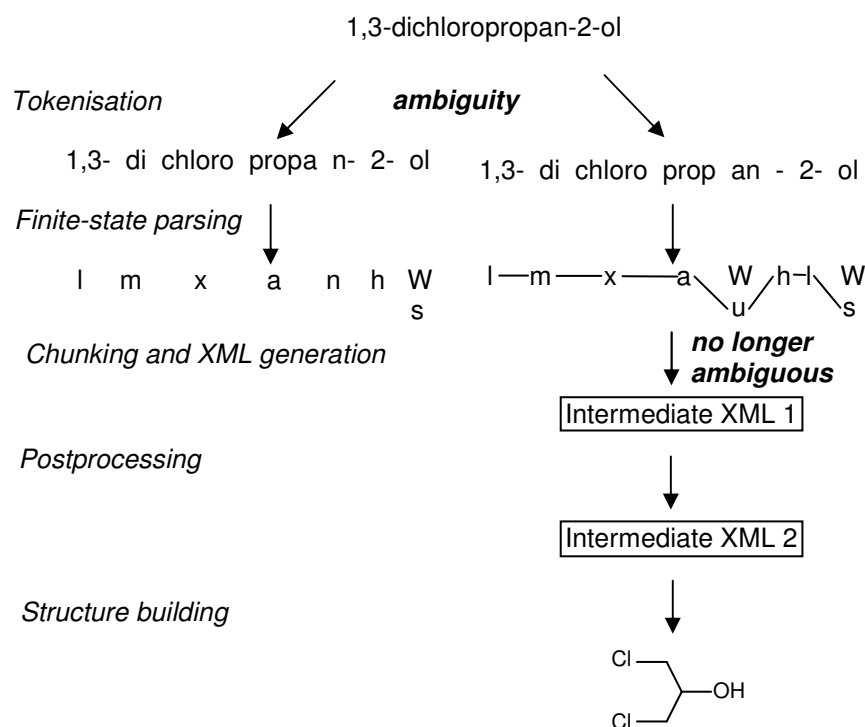 1,3-dichloropropan-2-ol
Tokenisation ambiguity
1,3- di chloro propa n- 2- ol 1,3- di chloro prop an - 2- ol
Finite-state parsing
l m x a n h W l m x a W h l W
s u s
Chunking and XML generation no longer
ambiguous
Intermediate XML 1
Postprocessing
Intermediate XML 2
Structure building
Cl
OH
Cl